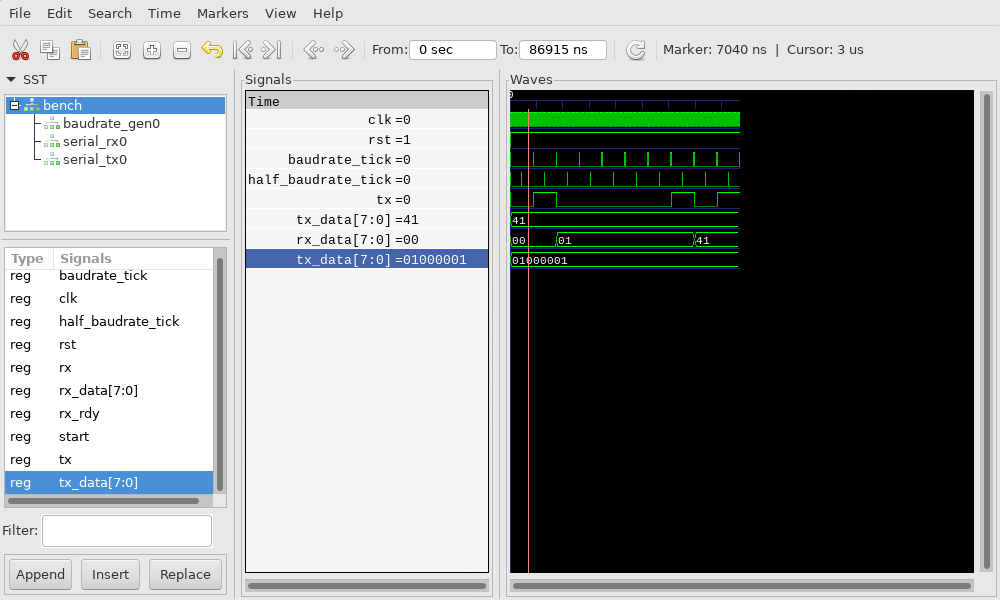 File Edit Search Time Markers View Help
From: 0 sec To: 86915 ns Marker: 7040 ns | Cursor: 3 us
SST
bench
baudrate_gen0
serial_rx0
serial_tx0
Type Signals
reg baudrate_tick
reg clk
reg half_baudrate_tick
reg rst
reg rx
reg rx_data[7:0]
reg rx_rdy
reg start
reg tx
reg tx_data[7:0]
Filter:
Append Insert Replace
Signals
Time
clk =0
rst =1
baudrate_tick =0
half_baudrate_tick =0
tx =0
tx_data[7:0] =41
rx_data[7:0] =00
tx_data[7:0] =01000001
Waves
0
41
00 01 41
01000001